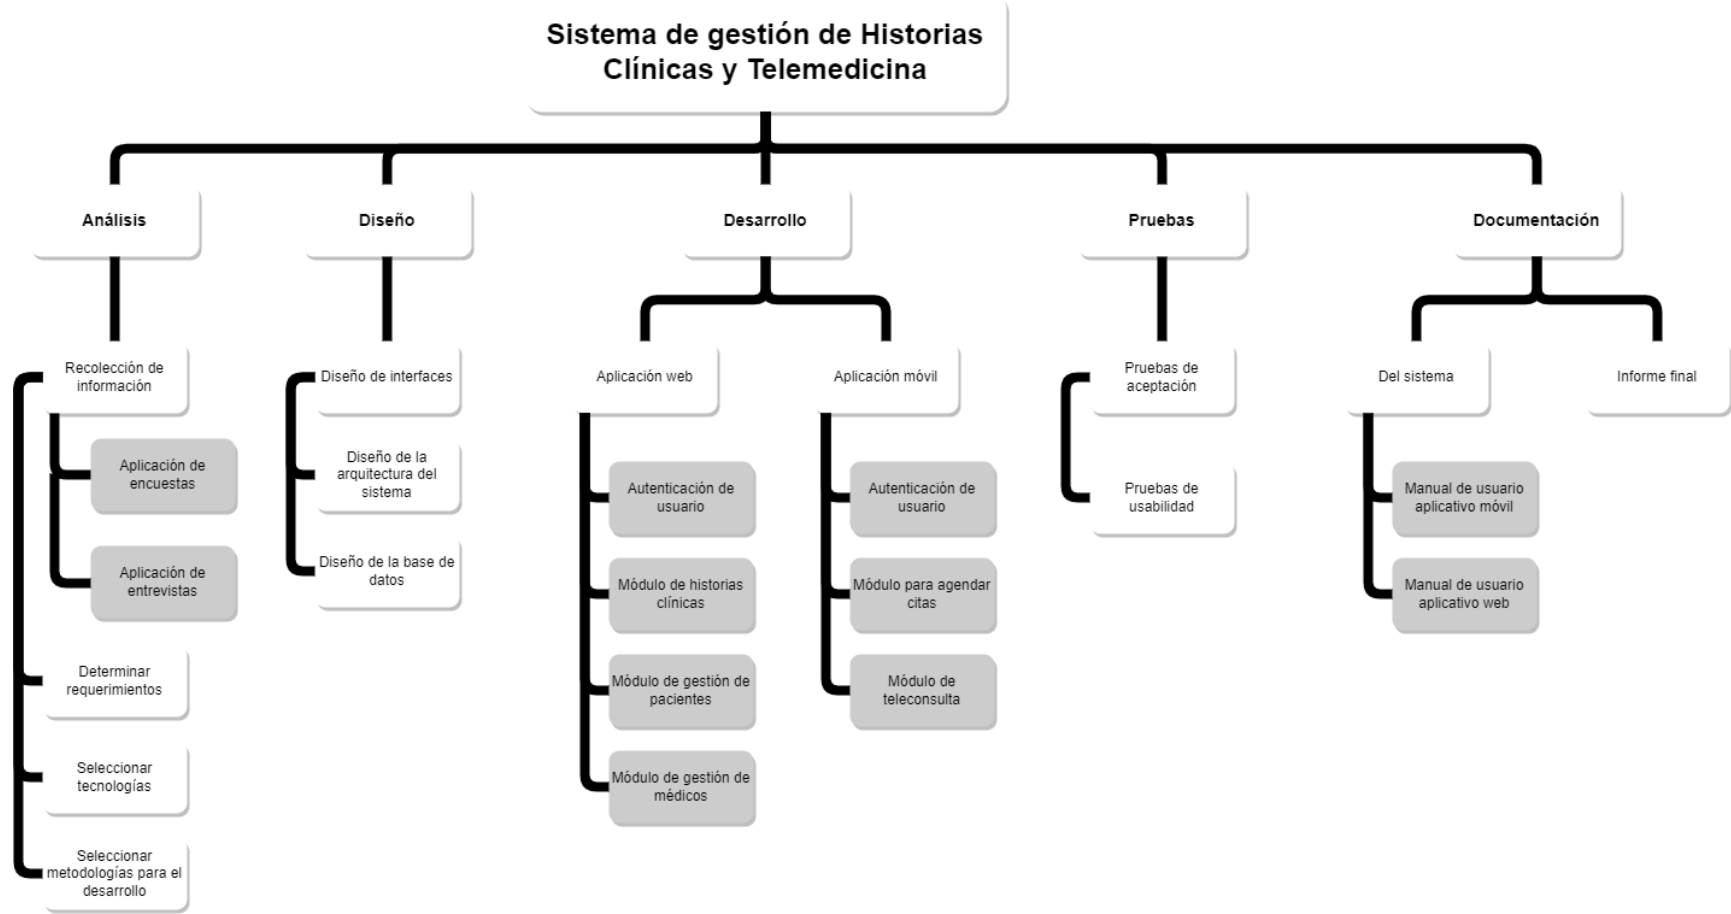 Sistema de gestión de Historias
Clínicas y Telemedicina
Análisis
Diseño
Desarrollo
Pruebas
Documentación
Recolección de
información
Aplicación de
encuestas
Aplicación de
entrevistas
Determinar
requerimientos
Seleccionar
tecnologías
Seleccionar
metodologías para el
desarrollo
Diseño de interfaces
Diseño de la
arquitectura del
sistema
Diseño de la base de
datos
Aplicación web
Autenticación de
usuario
Módulo de historias
clínicas
Módulo de gestión de
pacientes
Módulo de gestión de
médicos
Aplicación móvil
Autenticación de
usuario
Módulo para agendar
citas
Módulo de
teleconsulta
Pruebas de
aceptación
Pruebas de
usabilidad
Del sistema
Manual de usuario
aplicativo móvil
Manual de usuario
aplicativo web
Informe final